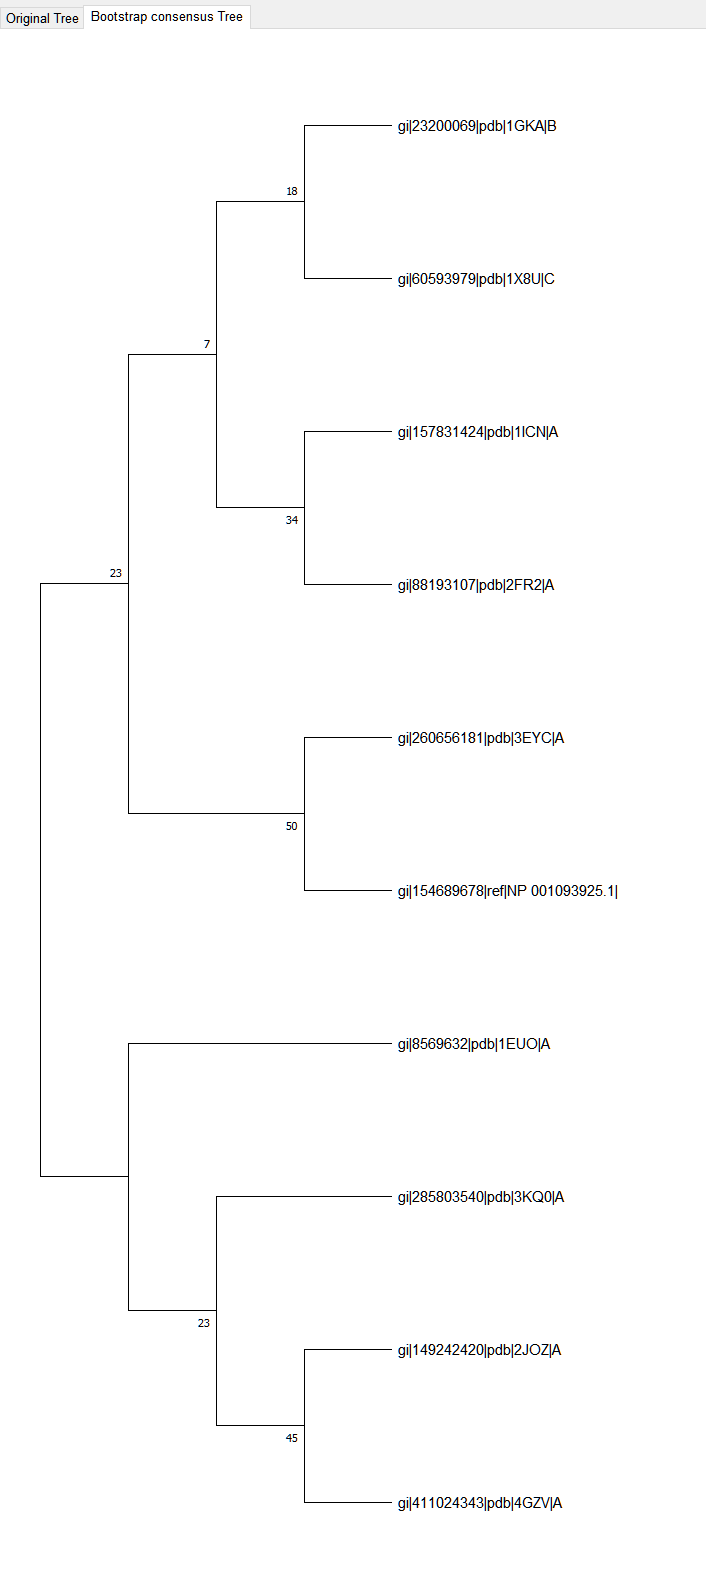 Original Tree
Bootstrap consensus Tree
gi|23200069|pdb|1GKA|B
18
gi|60593979|pdb|1X8U|C
7
gi|157831424|pdb|1ICN|A
34
gi|88193107|pdb|2FR2|A
23
gi|260656181|pdb|3EYC|A
50
gi|154689678|ref|NP 001093925.1|
gi|8569632|pdb|1EUO|A
gi|285803540|pdb|3KQ0|A
23
gi|149242420|pdb|2JOZ|A
45
gi|411024343|pdb|4GZV|A